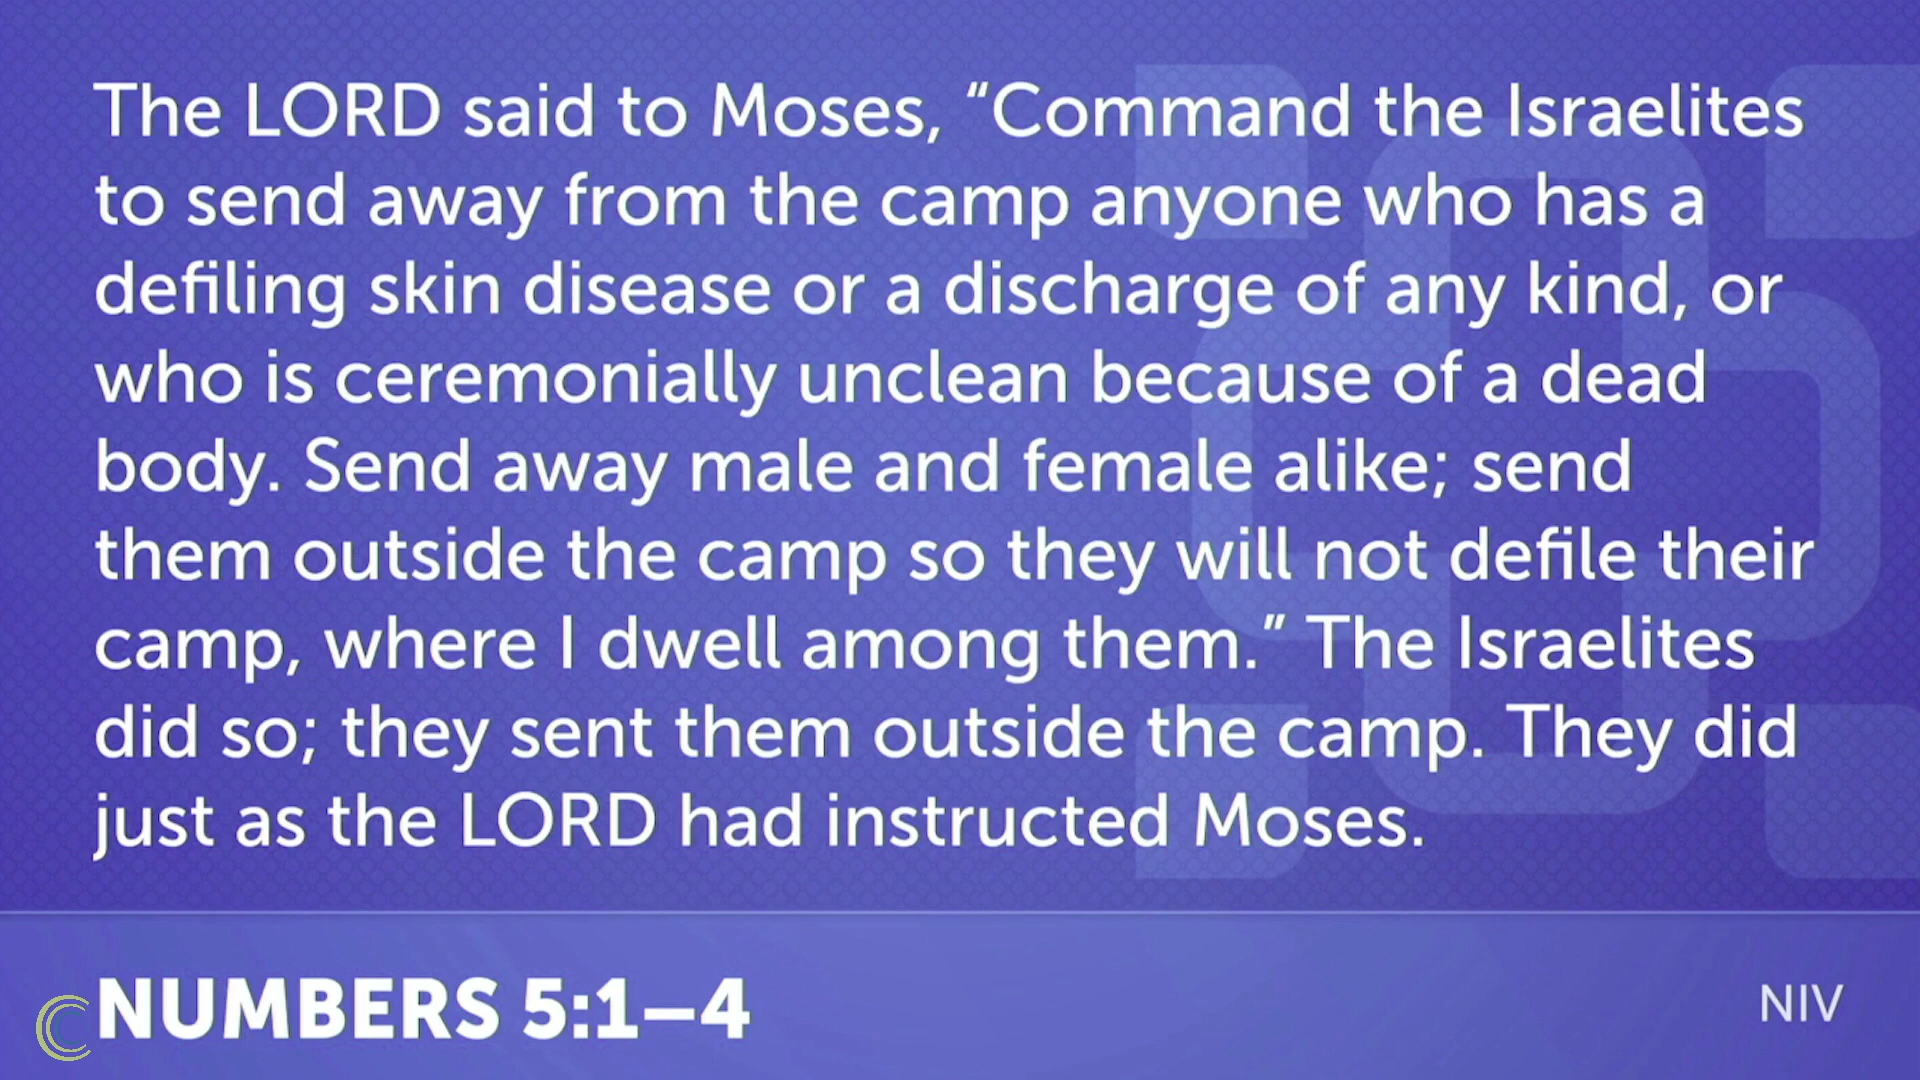 The LORD said to Moses, “Command the Israelites
to send away from the camp anyone who has a
defiling skin disease or a discharge of any kind, or
who is ceremonially unclean because of a dead
body. Send away male and female alike; send
them outside the camp so they will not defile their
camp, where I dwell among them.” The Israelites
did so; they sent them outside the camp. They did
just as the LORD had instructed Moses.
NUMBERS 5:1–4
NIV